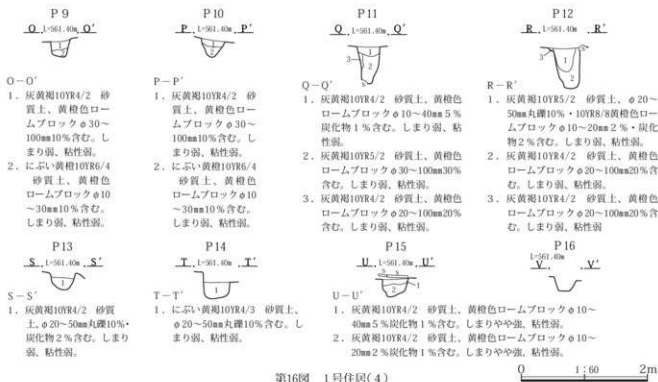 P 9
O L=561.40m O′
1
2
O－O′
1．灰黄褐10YR4/2 砂
質土、黄橙色ロー
ムブロックφ30～
100mm10％含む。し
まり弱、粘性弱。
2．にぶい黄橙10YR6/4
砂質土、黄橙色
ロームブロックφ10
～30mm10％含む。
しまり弱、粘性弱。
P10
P L=561.40m P′
1
2
P－P′
1．灰黄褐10YR4/2 砂
質土、黄橙色ロー
ムブロックφ30～
100mm10％含む。し
まり弱、粘性弱。
2．にぶい黄橙10YR6/4
砂質土、黄橙色
ロームブロックφ10
～30mm10％含む。
しまり弱、粘性弱。
P11
Q L=561.40m Q′
1
3
2
s
Q－Q′
1．灰黄褐10YR4/2 砂質土、黄橙色
ロームブロックφ10～40mm５％
炭化物１％含む。しまり弱、粘
性弱。
2．灰黄褐10YR5/2 砂質土、黄橙色
ロームブロックφ30～100mm30％
含む。しまり弱、粘性弱。
3．灰黄褐10YR4/2 砂質土、黄橙色
ロームブロックφ20～100mm20％
含む。しまり弱、粘性弱
P12
R L=561.40m R′
3
s
1
2
R－R′
1．灰黄褐10YR5/2 砂質土、φ20～
50mm丸礫10％・10YR8/8黄橙色ロー
ムブロックφ10～20mm２％・炭化
物２％含む。しまり弱、粘性弱。
2．灰黄褐10YR4/2 砂質土、黄橙色
ロームブロックφ20～100mm20％含
む。しまり弱、粘性弱。
3．灰黄褐10YR4/2 砂質土、黄橙色
ロームブロックφ20～100mm20％含
む。しまり弱、粘性弱
P13
S L=561.40m S′
1
S－S′
1．灰黄褐10YR4/2 砂質
土、φ20～50mm丸礫10％・
炭化物２％含む。しまり
弱、粘性弱。
P14
T L=561.40m T′
1
T－T′
1．にぶい黄褐10YR4/3 砂質土、
φ20～50mm丸礫10％含む。し
まり弱、粘性弱。
P15
U L=561.40m U′
s
s
1
2
U－U′
1．灰黄褐10YR4/2 砂質土、黄橙色ロームブロックφ10～
40mm５％炭化物１％含む。しまりやや強、粘性弱。
2．灰黄褐10YR4/2 砂質土、黄橙色ロームブロックφ10～
20mm２％炭化物１％含む。しまりやや強、粘性弱。
P16
L=561.40m
V V′
第16図 １号住居(４)
0 1：60 2m